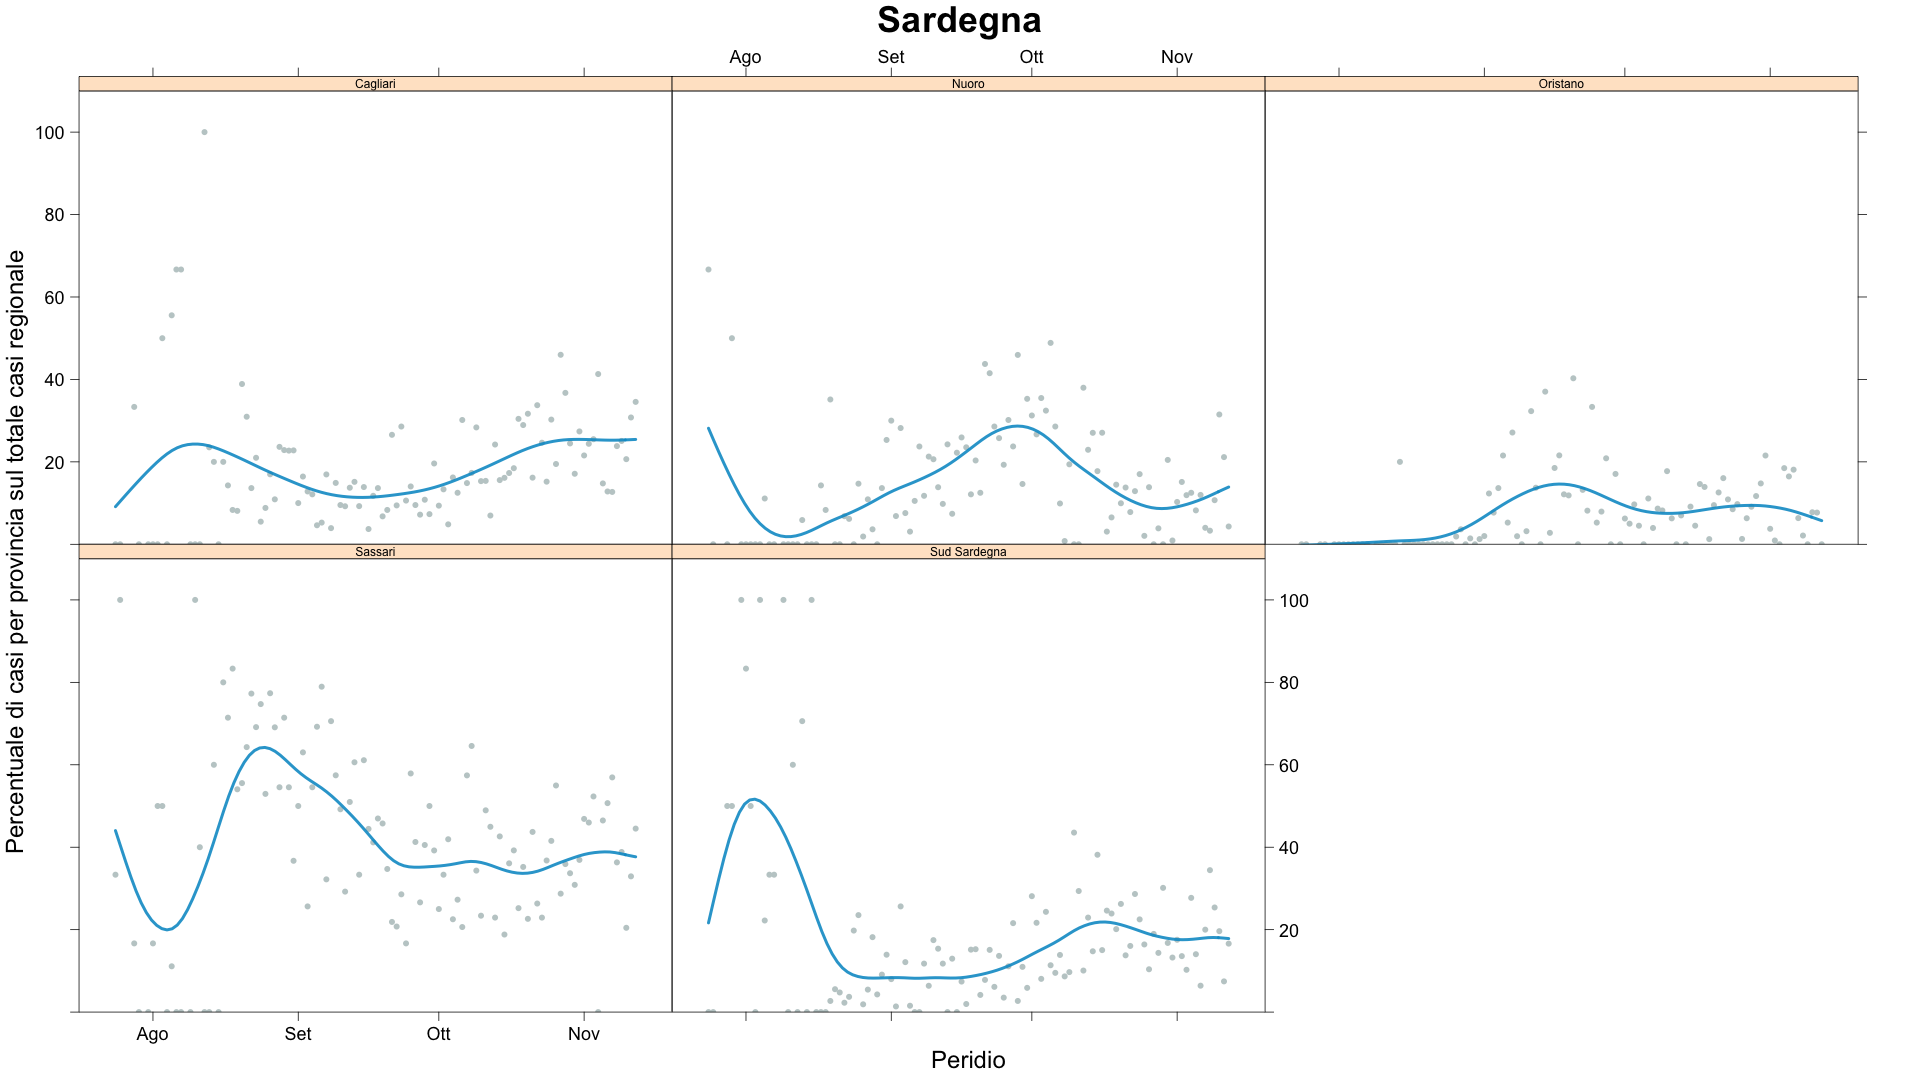 Sardegna
Ago Set Ott Nov
Cagliari Nuoro Oristano
100
80
60
40
20
Percentuale di casi per provincia sul totale casi regionale
Sassari Sud Sardegna
100
80
60
40
20
Ago Set Ott Nov
Peridio